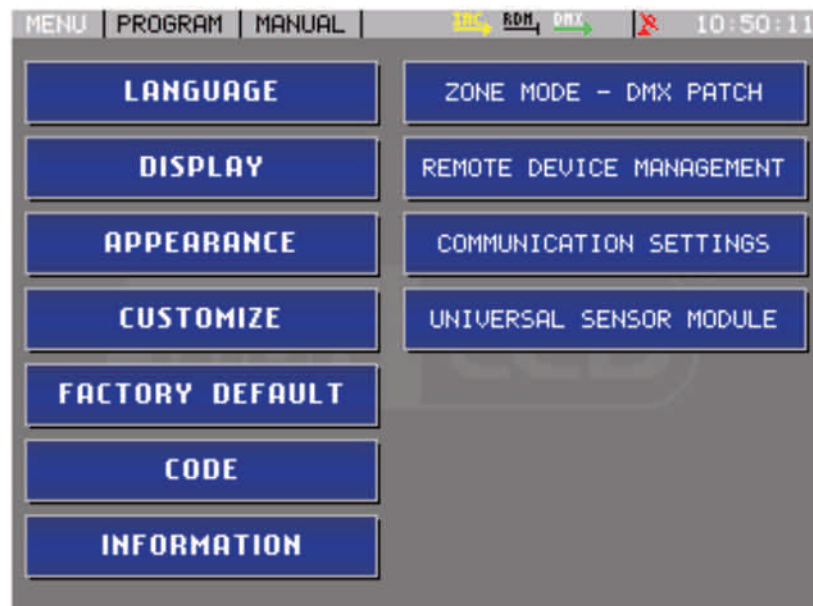 MENU | PROGRAM | MANUAL | IRC RDM DMX 10:50:11
LANGUAGE
DISPLAY
APPEARANCE
CUSTOMIZE
FACTORY DEFAULT
CODE
INFORMATION
ZONE MODE - DMX PATCH
REMOTE DEVICE MANAGEMENT
COMMUNICATION SETTINGS
UNIVERSAL SENSOR MODULE